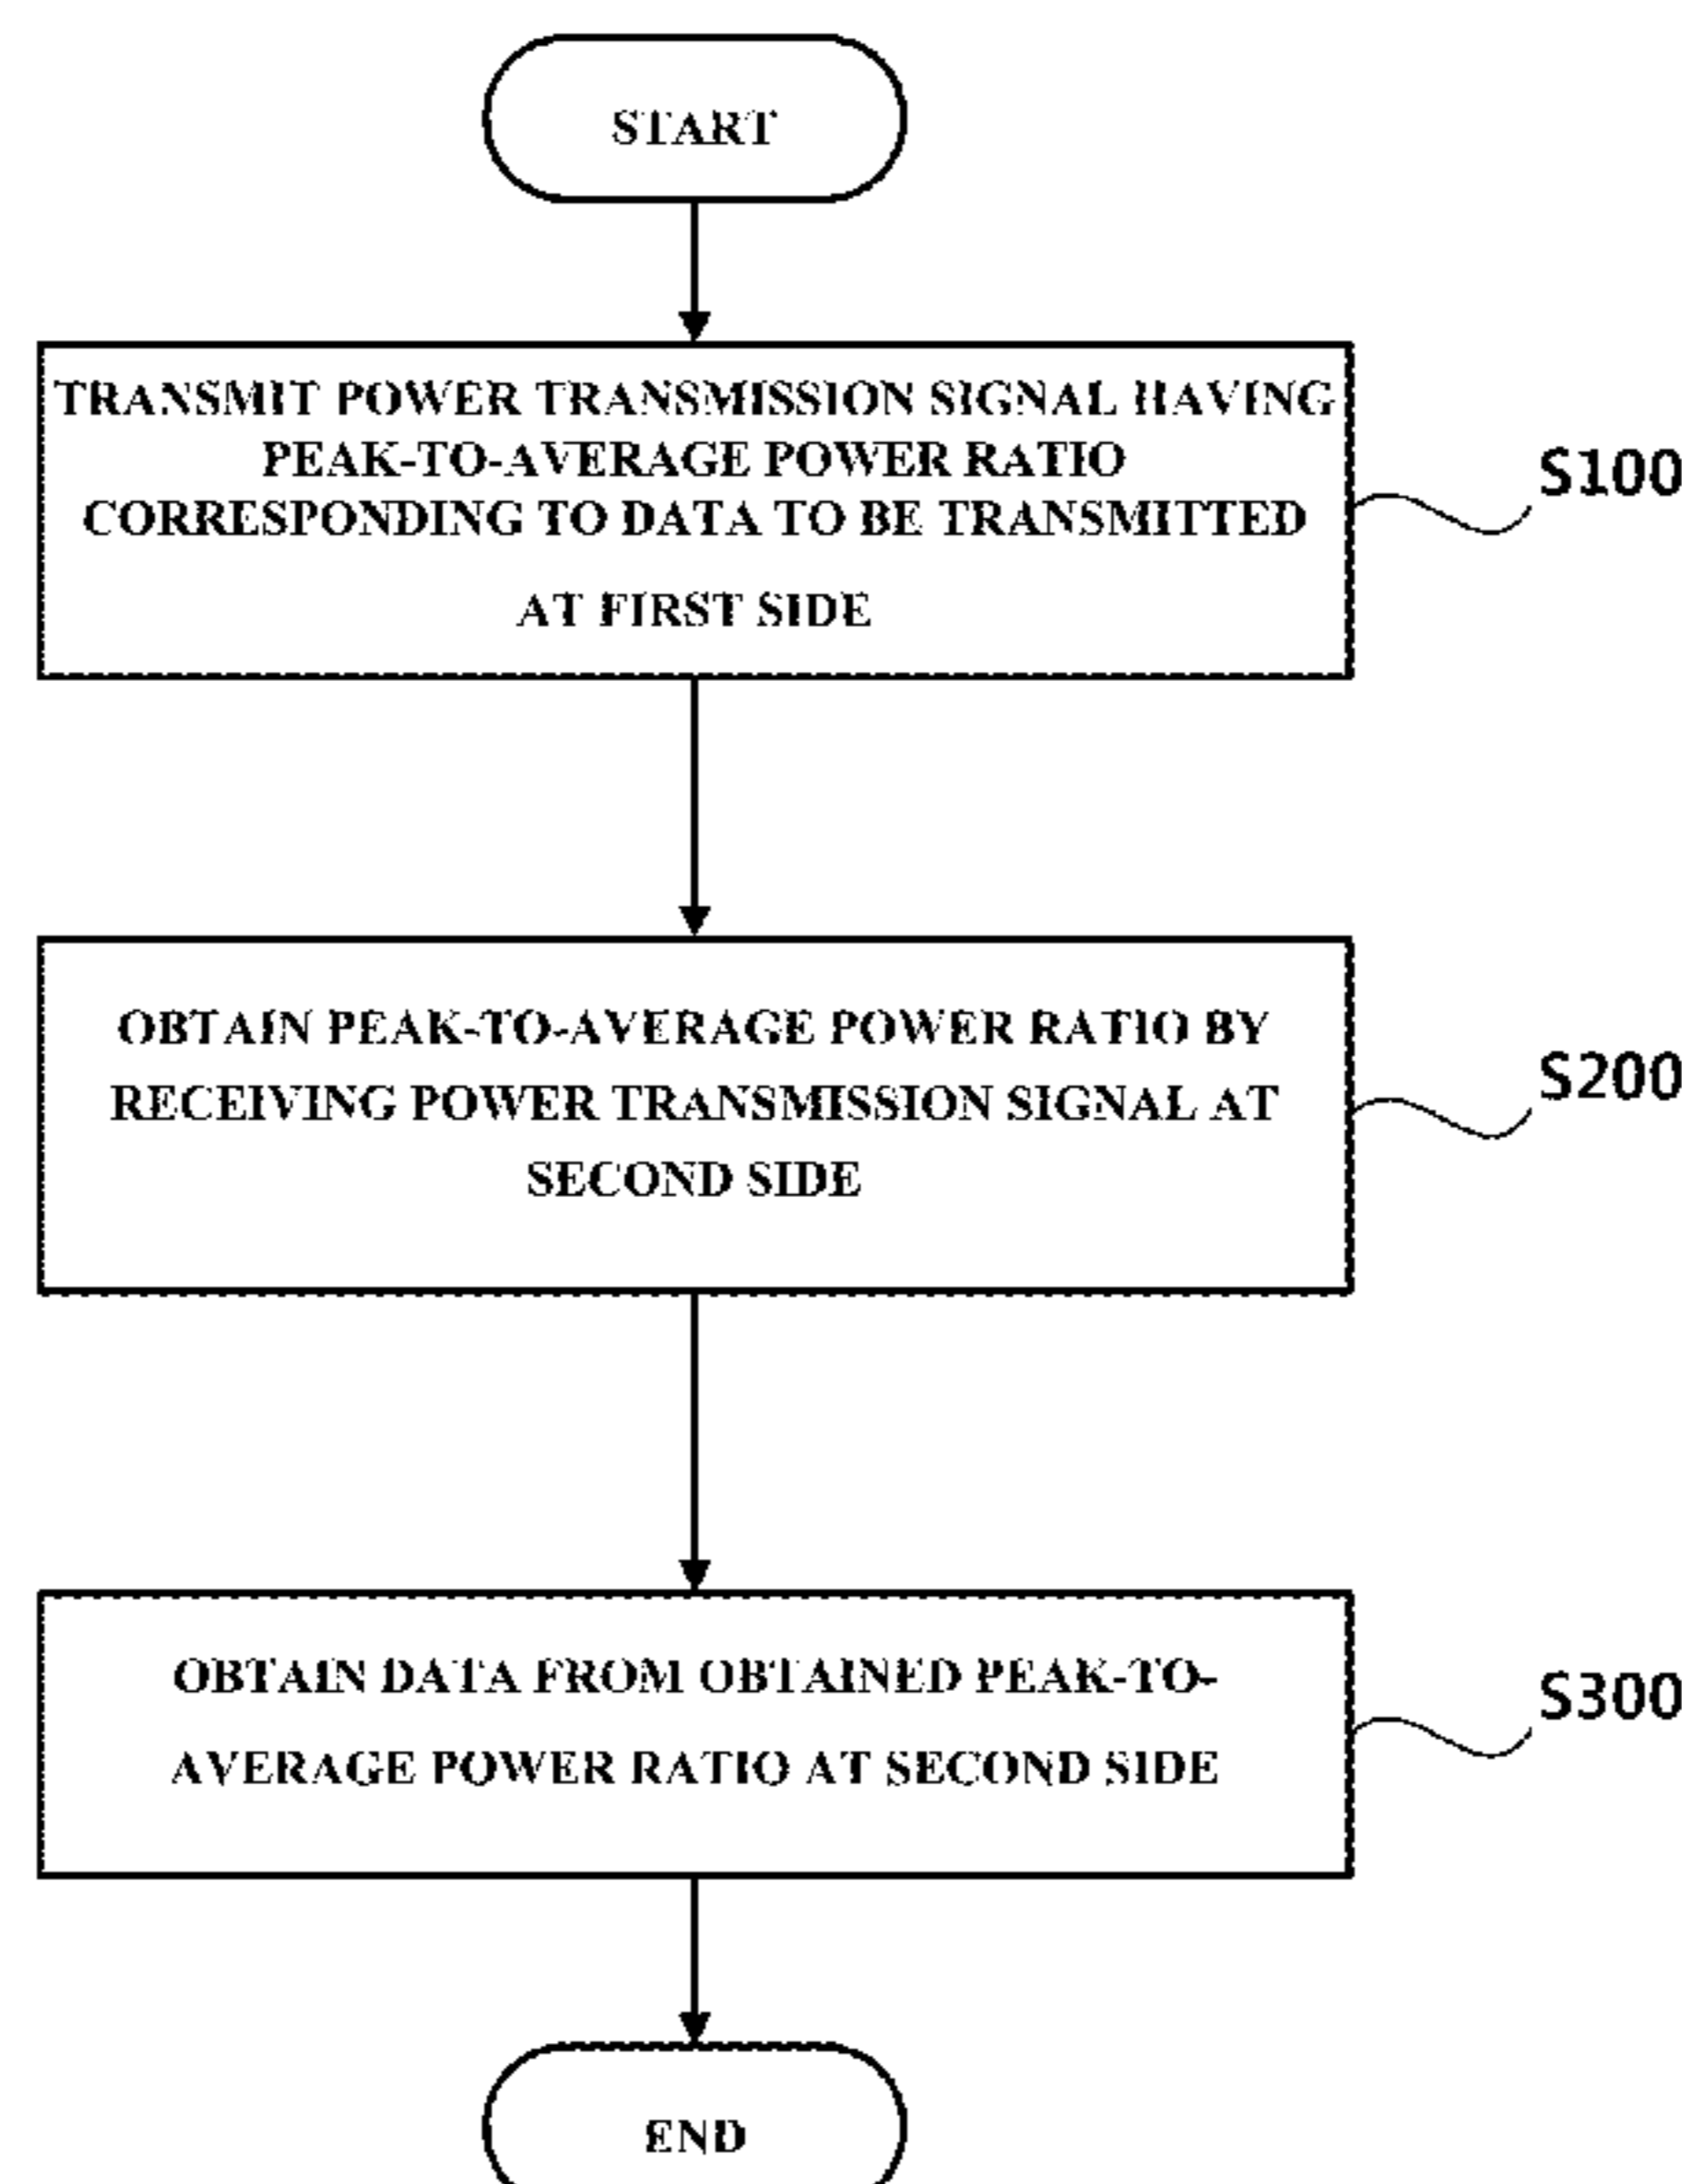 START
TRANSMIT POWER TRANSMISSION SIGNAL HAVING
PEAK-TO-AVERAGE POWER RATIO
CORRESPONDING TO DATA TO BE TRANSMITTED
AT FIRST SIDE
S100
OBTAIN PEAK-TO-AVERAGE POWER RATIO BY
RECEIVING POWER TRANSMISSION SIGNAL AT
SECOND SIDE
S200
OBTAIN DATA FROM OBTAINED PEAK-TO-
AVERAGE POWER RATIO AT SECOND SIDE
S300
END